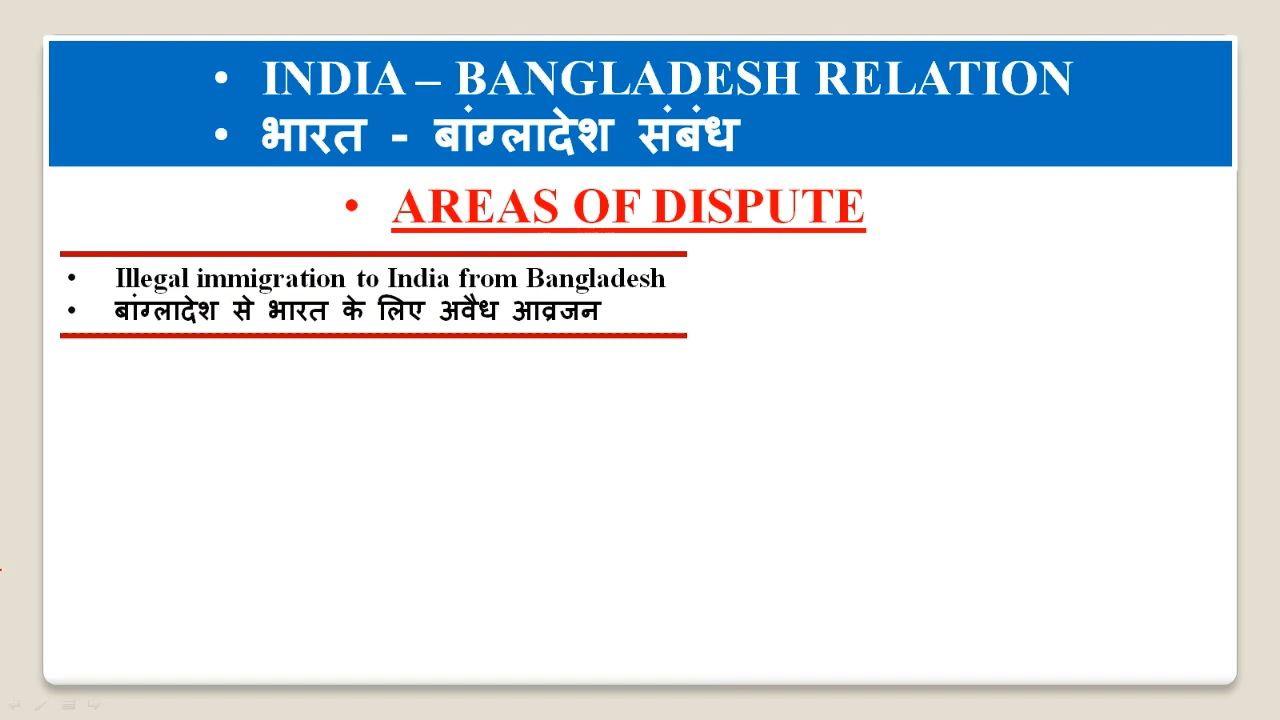 • INDIA – BANGLADESH RELATION
• भारत - बांग्लादेश संबंध
• AREAS OF DISPUTE
• Illegal immigration to India from Bangladesh
• बांग्लादेश से भारत के लिए अवैध आव्रजन